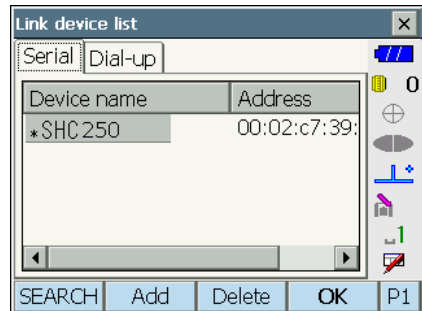 Link device list
Serial Dial-up
Device name Address
*SHC250 00:02:c7:39:
0
1
SEARCH Add Delete OK P1